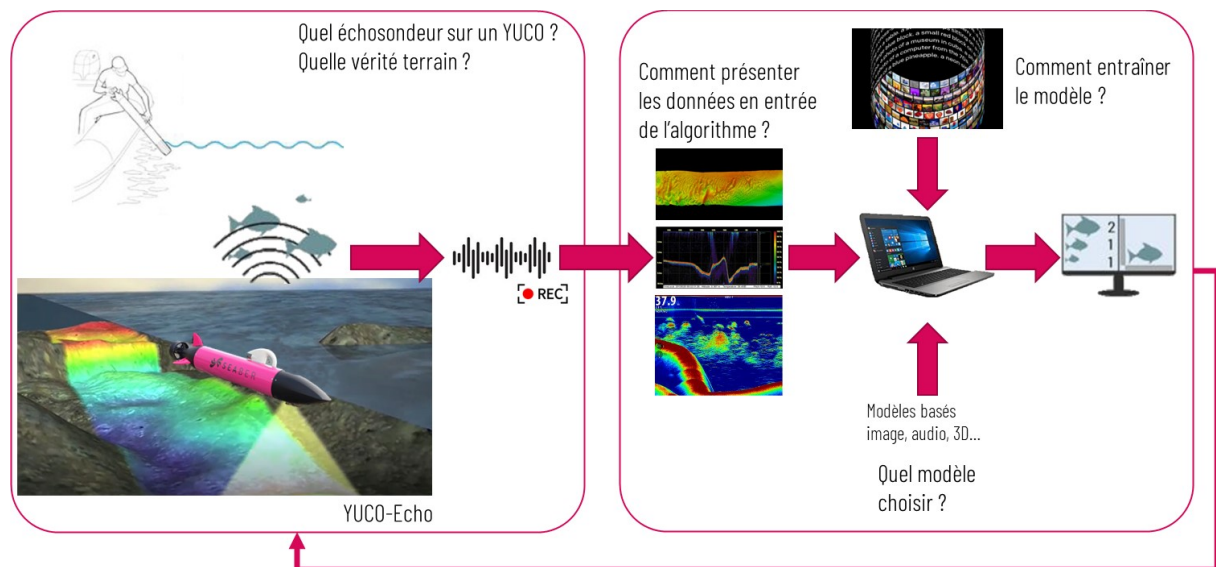 Quel échosondeur sur un YUCO ?
Quelle vérité terrain ?
REC
SEABER
YUCO-Echo
Comment présenter
les données en entrée
de l'algorithme ?
37.9
Comment entraîner
le modèle ?
2
1
1
Modèles basés
image, audio, 3D...
Quel modèle
choisir ?